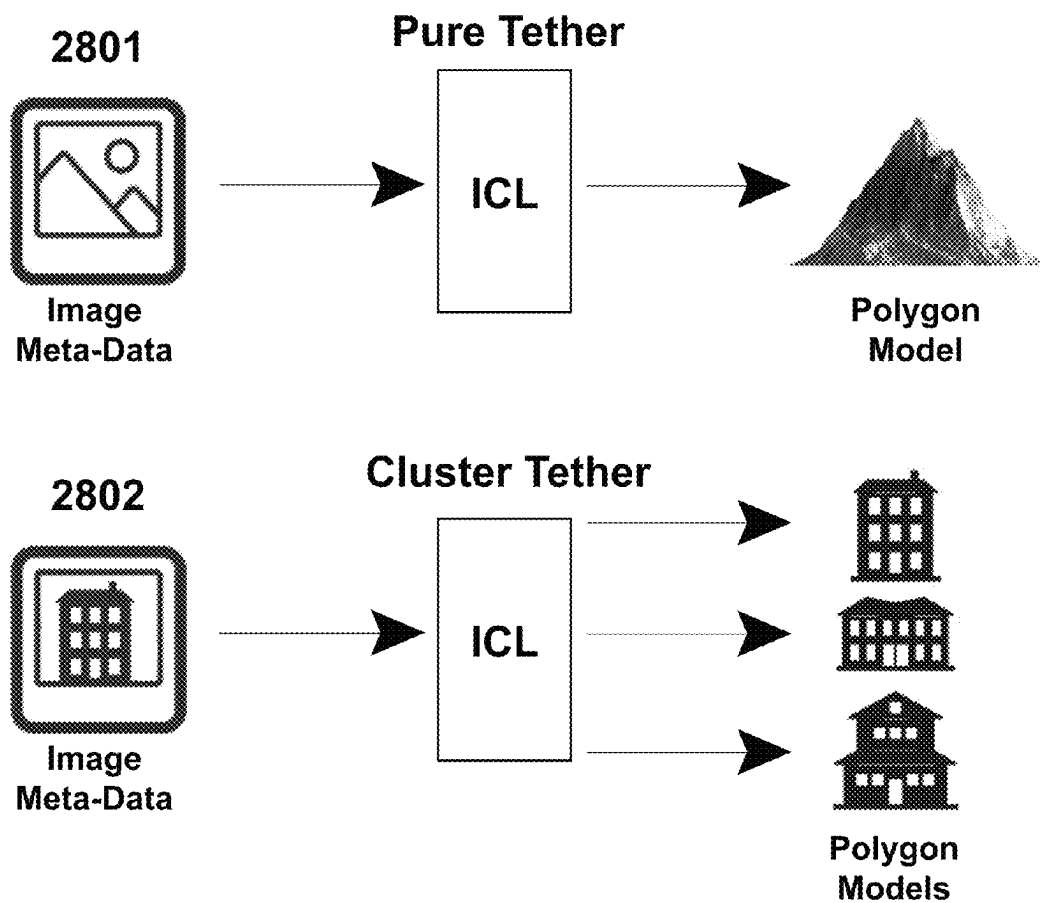 2801
Pure Tether
ICL
Image
Meta-Data
Polygon
Model
2802
Cluster Tether
ICL
Image
Meta-Data
Polygon
Models